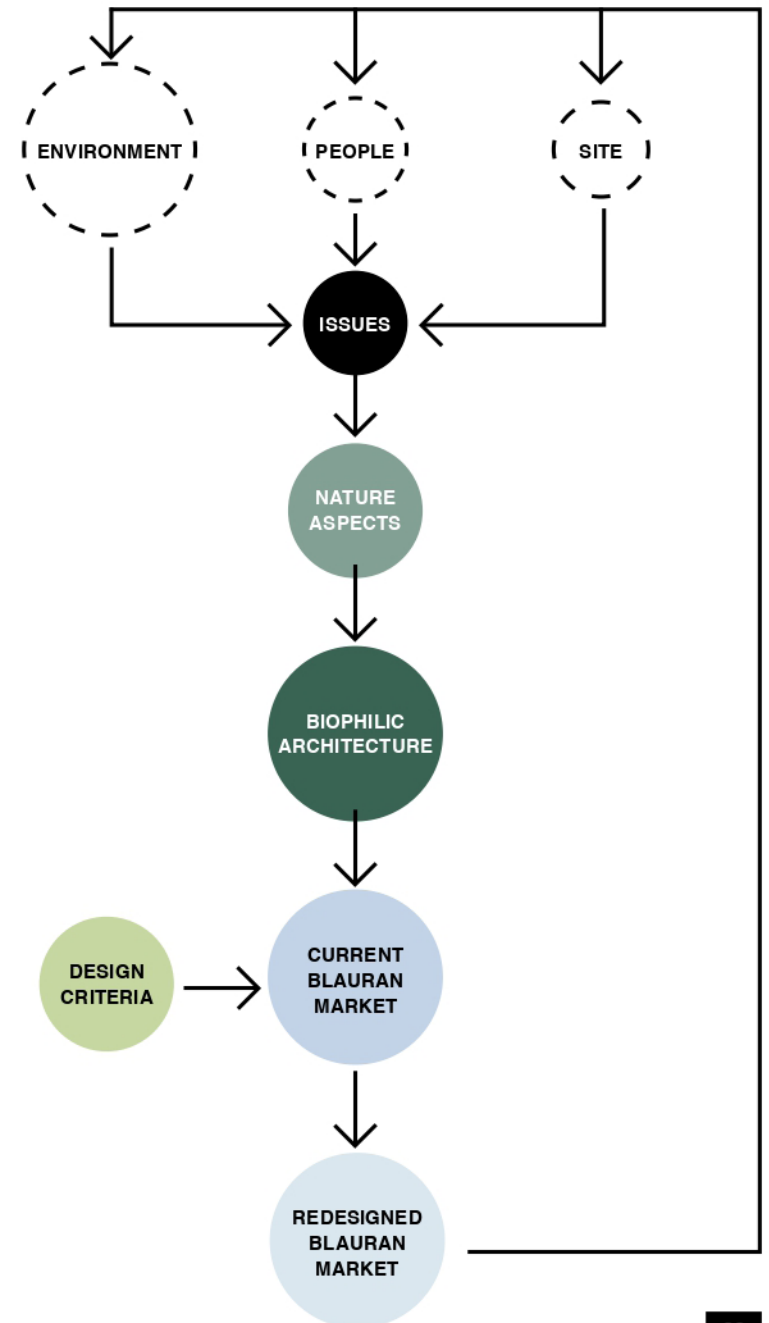 ENVIRONMENT
PEOPLE
SITE
ISSUES
NATURE
ASPECTS
BIOPHILIC
ARCHITECTURE
DESIGN
CRITERIA
CURRENT
BLAURAN
MARKET
REDESIGNED
BLAURAN
MARKET